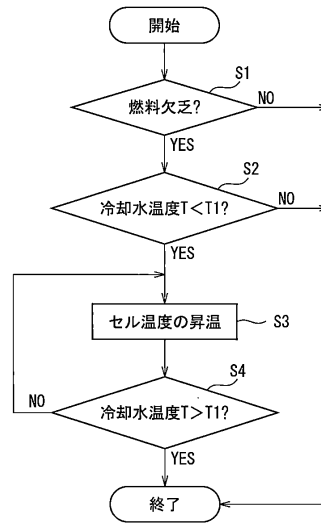 開始
S1
燃料欠乏?
NO
YES
S2
冷却水温度T<T1?
NO
YES
セル温度の昇温
S3
S4
冷却水温度T>T1?
NO
YES
終了